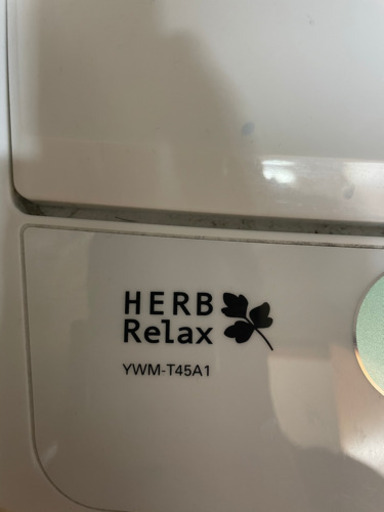 HERB
Relax
YWM-T45A1